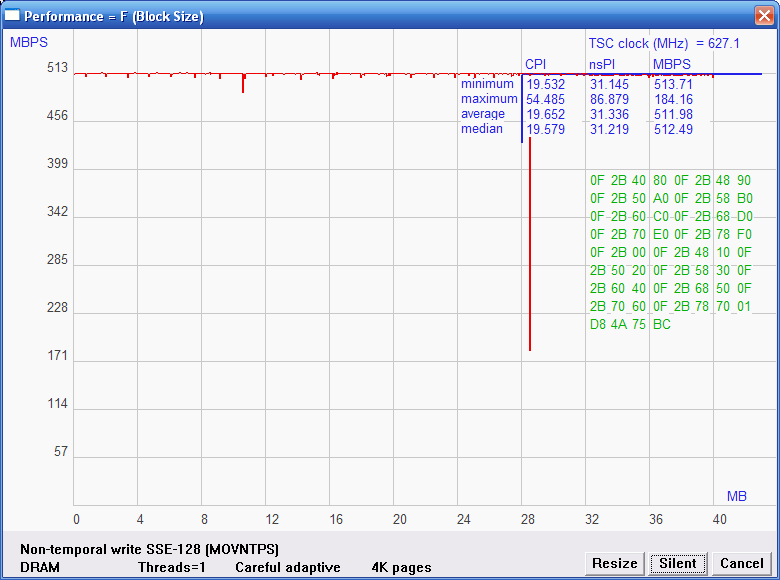 Performance = F (Block Size)
MBPS
TSC clock (MHz) = 627.1
CPI nsPI MBPS
minimum 19.532 31.145 513.71
maximum 54.485 86.879 184.16
average 19.652 31.336 511.98
median 19.579 31.219 512.49
513
456
399
342
285
228
171
114
57
0F 2B 40 80 0F 2B 48 90
0F 2B 50 A0 0F 2B 58 B0
0F 2B 60 C0 0F 2B 68 D0
0F 2B 70 E0 0F 2B 78 F0
0F 2B 00 0F 2B 48 10 0F
2B 50 20 0F 2B 58 30 0F
2B 60 40 0F 2B 68 50 0F
2B 70 60 0F 2B 78 70 01
D8 4A 75 BC
MB
0 4 8 12 16 20 24 28 32 36 40
Non-temporal write SSE-128 (MOVNTPS)
DRAM Threads=1 Careful adaptive 4K pages
Resize Silent Cancel